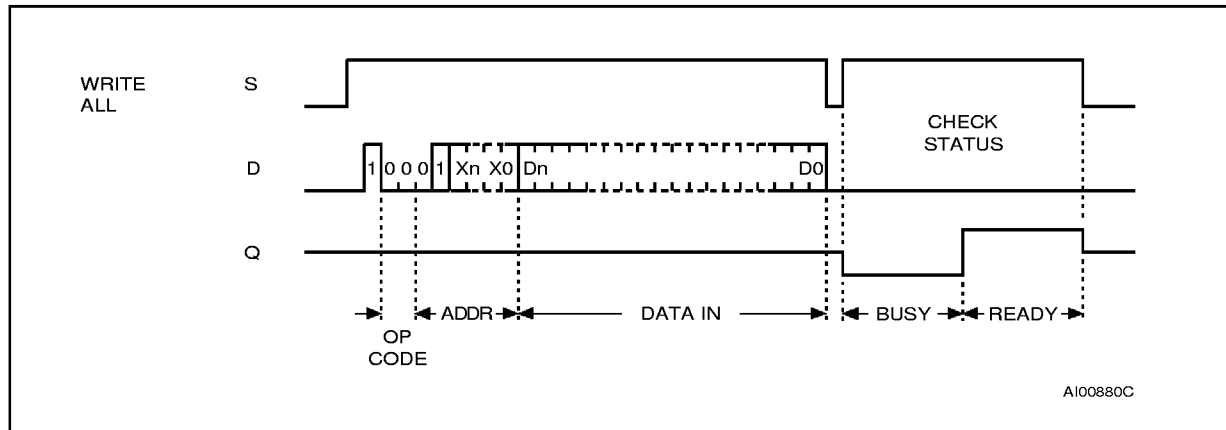 WRITE
ALL
S
CHECK
STATUS
D
1 0 0 0 1 Xn X0 Dn D0
Q
ADDR
DATA IN
BUSY
READY
OP
CODE
AI00880C